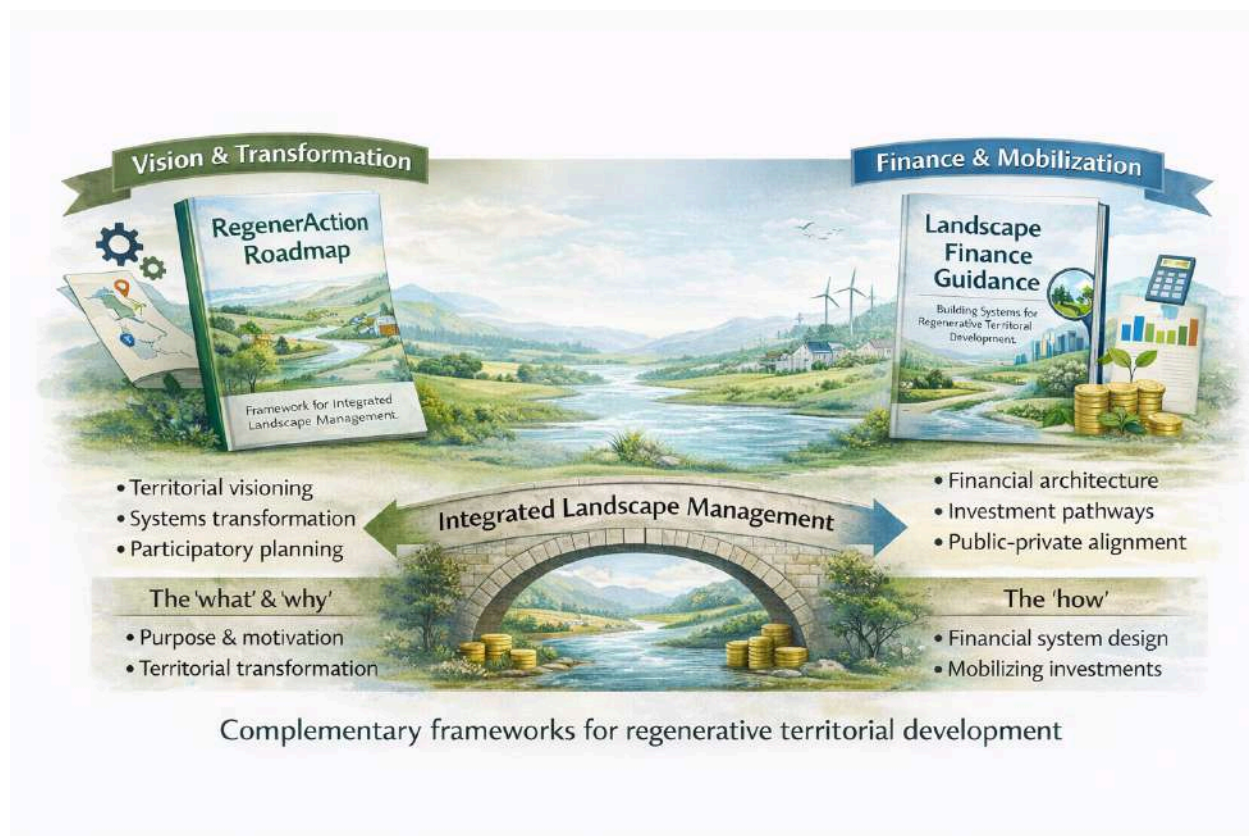 Vision & Transformation
RegenerAction
Roadmap
Framework for Integrated
Landscape Management.
• Territorial visioning
• Systems transformation
• Participatory planning
The 'what' & 'why'
• Purpose & motivation
• Territorial transformation
Integrated Landscape Management
Finance & Mobilization
Landscape
Finance
Guidance
Building Systems for
Regenerative Territoral
Development.
• Financial architecture
• Investment pathways
• Public-private alignment
The 'how'
• Financial system design
• Mobilizing investments
Complementary frameworks for regenerative territorial development